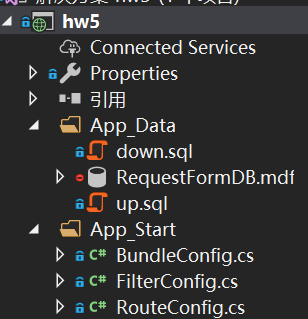 hw5
Connected Services
Properties
引用
App_Data
down.sql
RequestFormDB.mdf
up.sql
App_Start
C# BundleConfig.cs
C# FilterConfig.cs
C# RouteConfig.cs